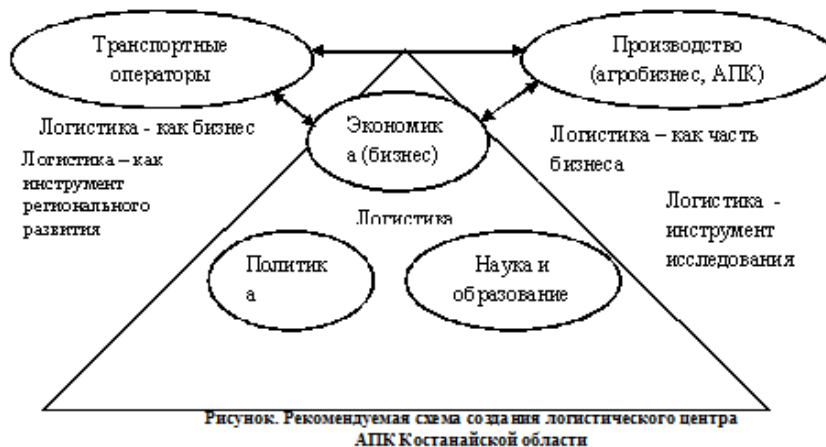 Транспортные
операторы
Производство
(агробизнес, АПК)
Логистика - как бизнес
Экономик
а (бизнес)
Логистика – как часть
бизнеса
Логистика – как
инструмент
регионального
развития
Логистика
Логистика -
инструмент
исследования
Политик
а
Наука и
образование
Рисунок. Рекомендуемая схема создания логистического центра
АПК Костанайской области